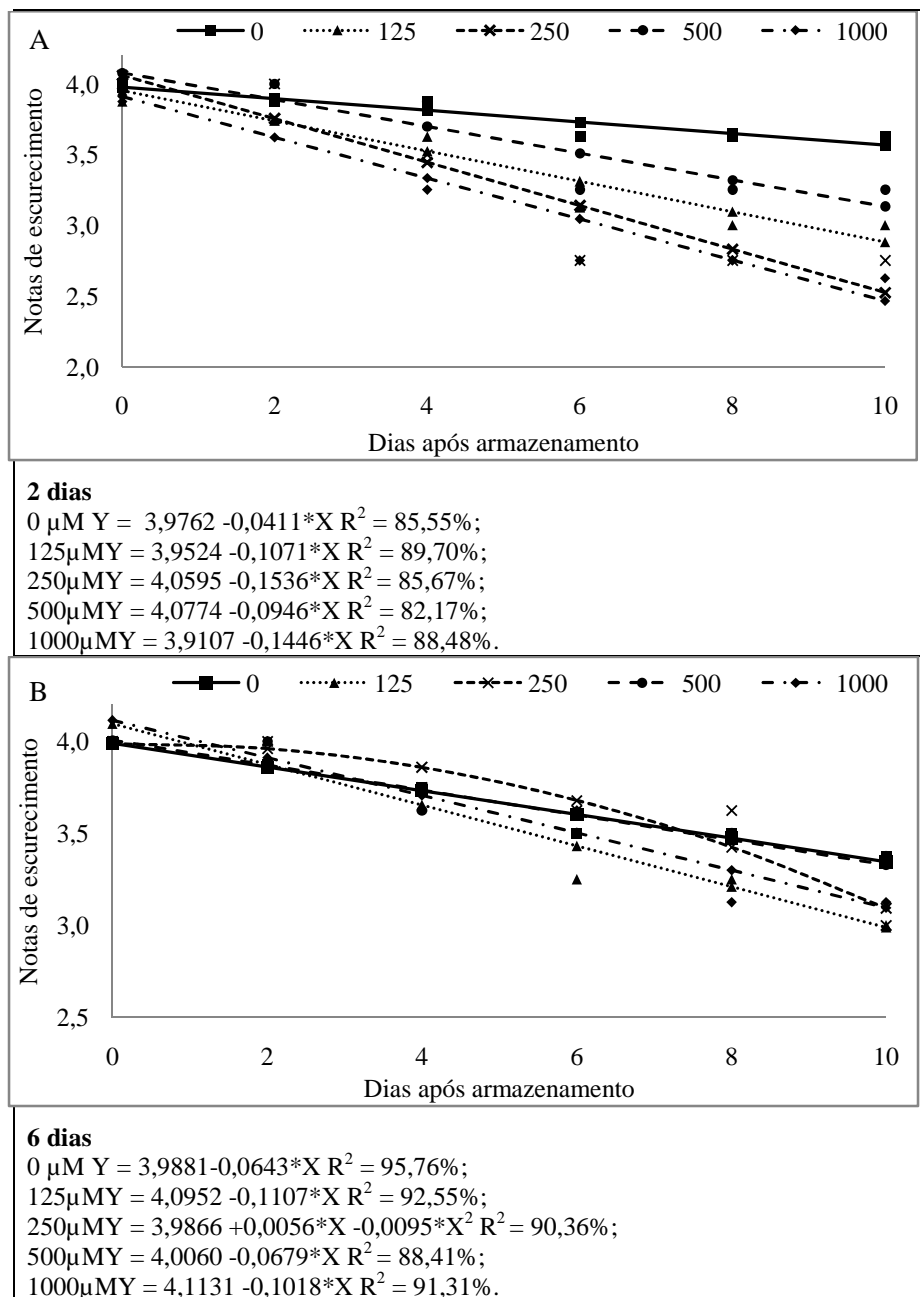 A
0 125 250 500 1000
Notas de escurecimento
4,0
3,5
3,0
2,5
2,0
0 2 4 6 8 10
Dias após armazenamento
2 dias
0 µM Y = 3,9762 -0,0411*X R² = 85,55%;
125µMY = 3,9524 -0,1071*X R² = 89,70%;
250µMY = 4,0595 -0,1536*X R² = 85,67%;
500µMY = 4,0774 -0,0946*X R² = 82,17%;
1000µMY = 3,9107 -0,1446*X R² = 88,48%.
B
0 125 250 500 1000
Notas de escurecimento
4,0
3,5
3,0
2,5
0 2 4 6 8 10
Dias após armazenamento
6 dias
0 µM Y = 3,9881-0,0643*X R² = 95,76%;
125µMY = 4,0952 -0,1107*X R² = 92,55%;
250µMY = 3,9866 +0,0056*X -0,0095*X² R² = 90,36%;
500µMY = 4,0060 -0,0679*X R² = 88,41%;
1000µMY = 4,1131 -0,1018*X R² = 91,31%.